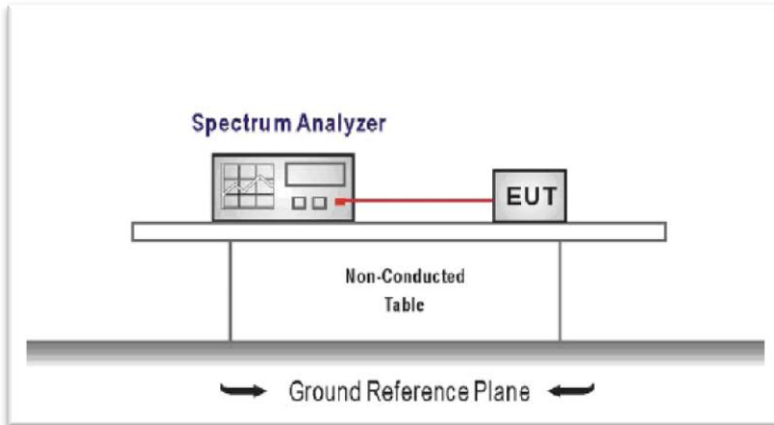 Spectrum Analyzer
EUT
Non-Conducted
Table
Ground Reference Plane